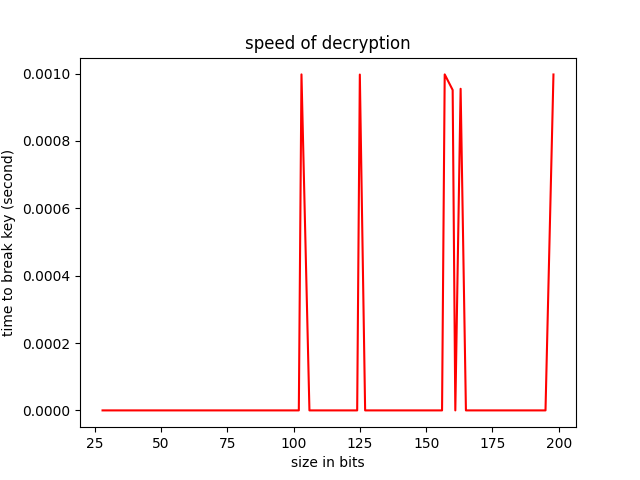 speed of decryption
time to break key (second)
0.0010
0.0008
0.0006
0.0004
0.0002
0.0000
25 50 75 100 125 150 175 200
size in bits